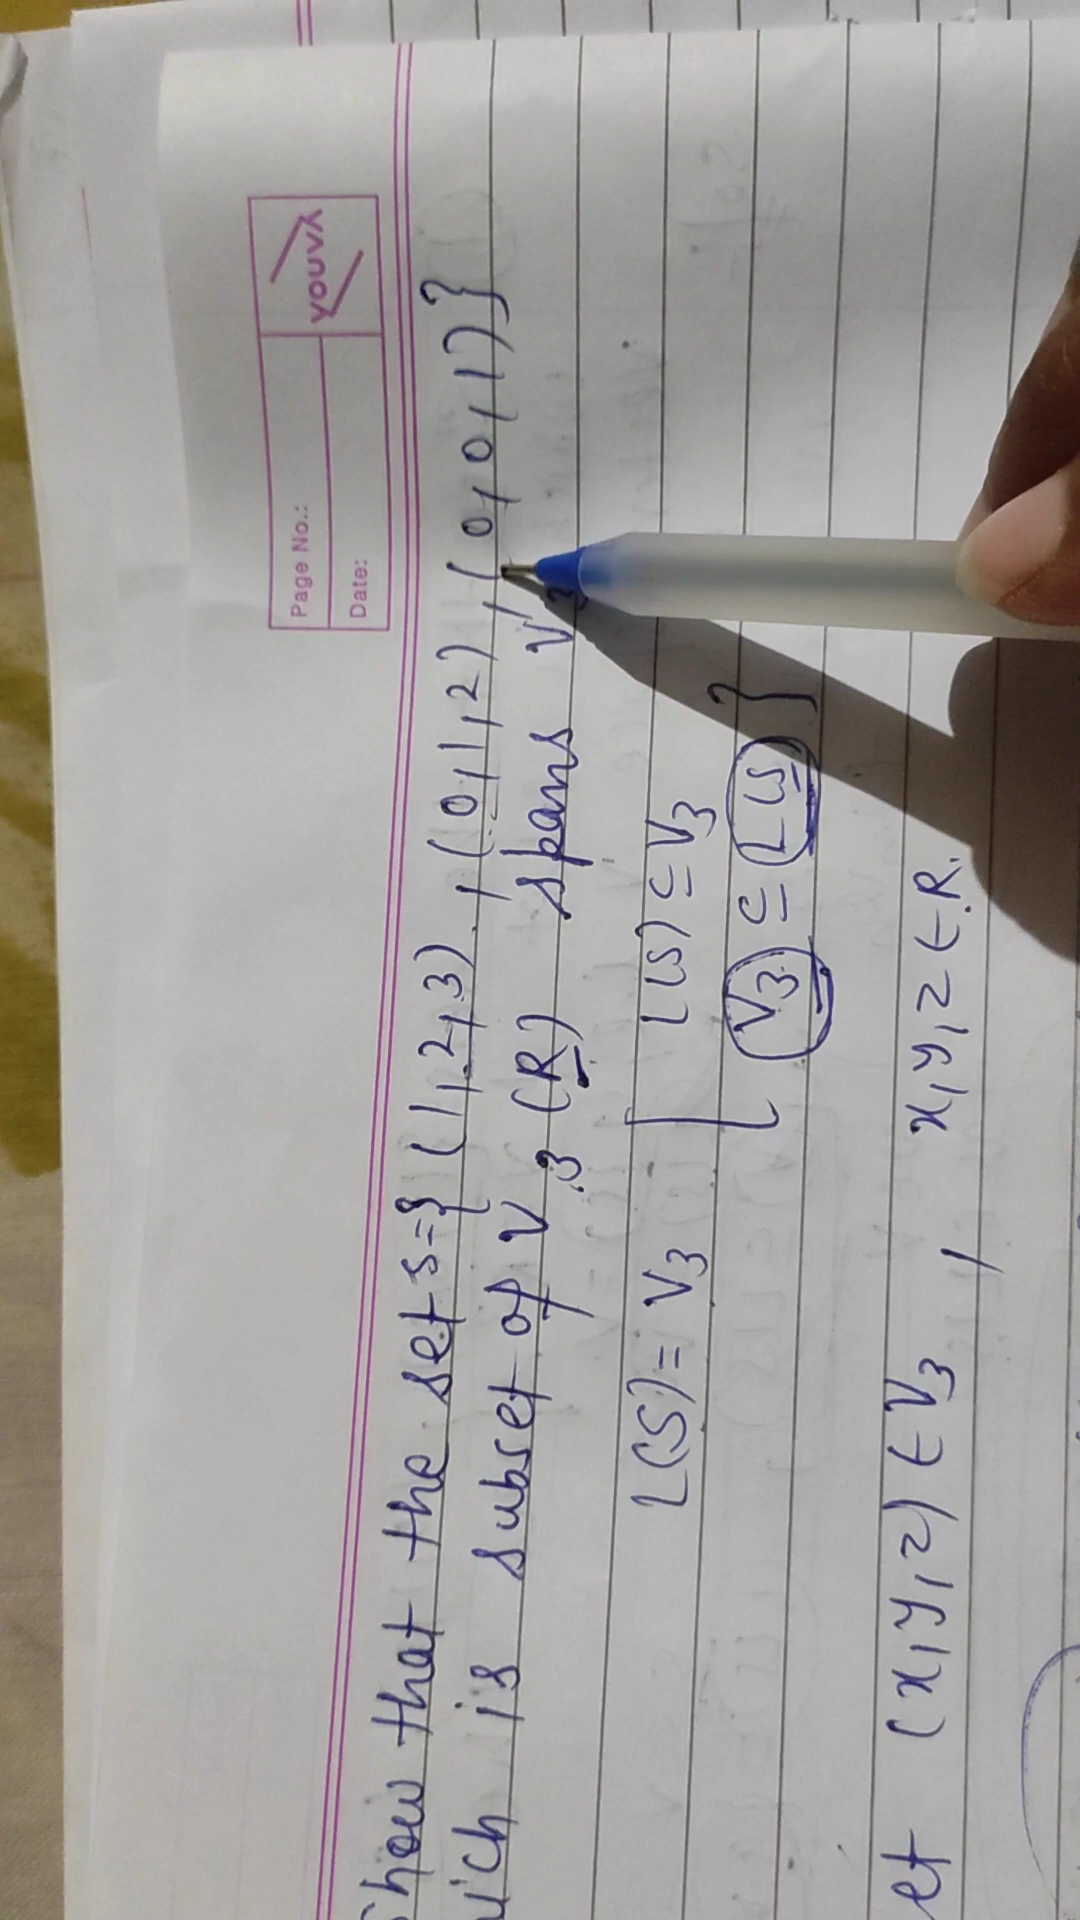 Page No.:
Date:
YOUVA
Show that the set S={(1,2,3), (0,1,2), (0,0,1)}
which is subset of V3 (R) spans V3
L(S) = V3 [ L(S) ⊆ V3
V3 ⊆ L(S) }
et (x,y,z) ∈ V3, x,y,z ∈ R.